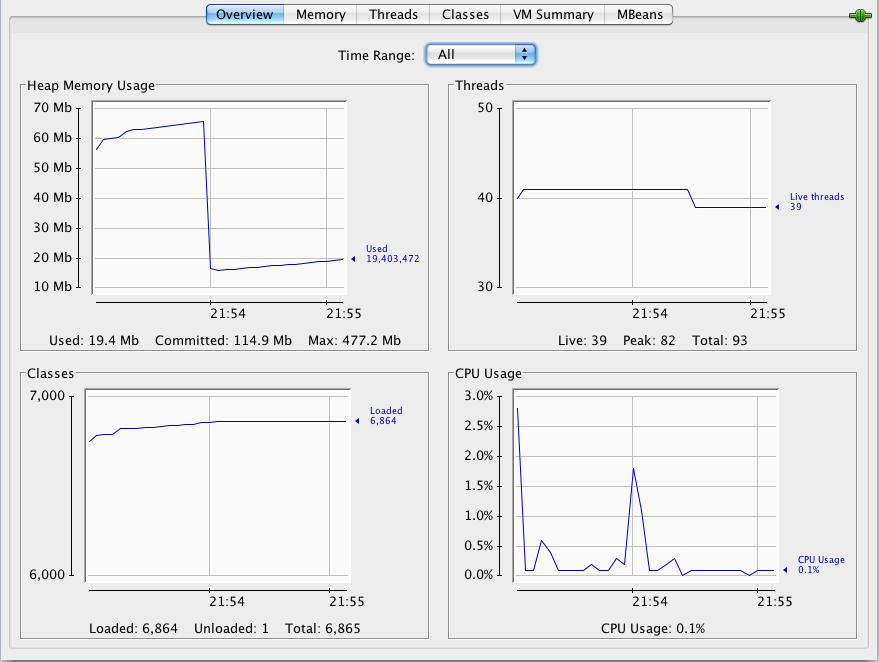 Overview Memory Threads Classes VM Summary MBeans
Time Range: All
Heap Memory Usage
70 Mb
60 Mb
50 Mb
40 Mb
30 Mb
20 Mb
10 Mb
Used
19,403,472
21:54 21:55
Used: 19.4 Mb Committed: 114.9 Mb Max: 477.2 Mb
Threads
50
40
30
Live threads
39
21:54 21:55
Live: 39 Peak: 82 Total: 93
Classes
7,000
6,000
Loaded
6,864
21:54 21:55
Loaded: 6,864 Unloaded: 1 Total: 6,865
CPU Usage
3.0%
2.5%
2.0%
1.5%
1.0%
0.5%
0.0%
CPU Usage
0.1%
21:54 21:55
CPU Usage: 0.1%